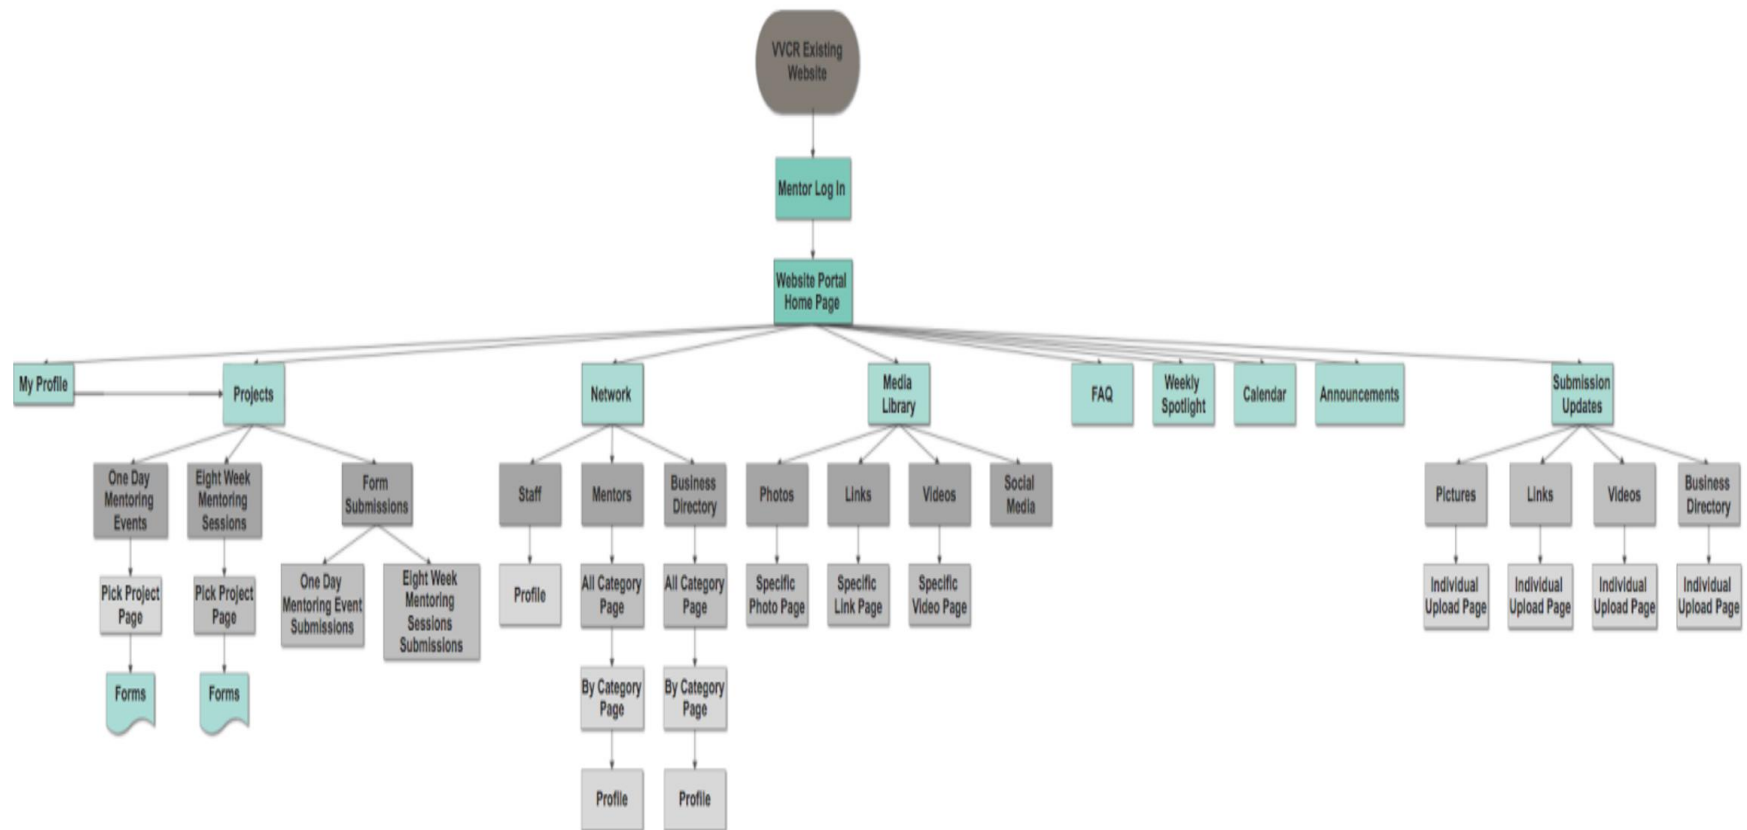 VVCR Existing
Website
Mentor Log In
Website Portal
Home Page
My Profile
Projects
Network
Media
Library
FAQ
Weekly
Spotlight
Calendar
Announcements
Submission
Updates
One Day
Mentoring
Events
Eight Week
Mentoring
Sessions
Form
Submissions
Staff
Mentors
Business
Directory
Photos
Links
Videos
Social
Media
Pictures
Links
Videos
Business
Directory
Pick Project
Page
Pick Project
Page
One Day
Mentoring Event
Submissions
Eight Week
Mentoring
Sessions
Submissions
Profile
All Category
Page
All Category
Page
Specific
Photo Page
Specific
Link Page
Specific
Video Page
Individual
Upload Page
Individual
Upload Page
Individual
Upload Page
Individual
Upload Page
Forms
Forms
By Category
Page
By Category
Page
Profile
Profile